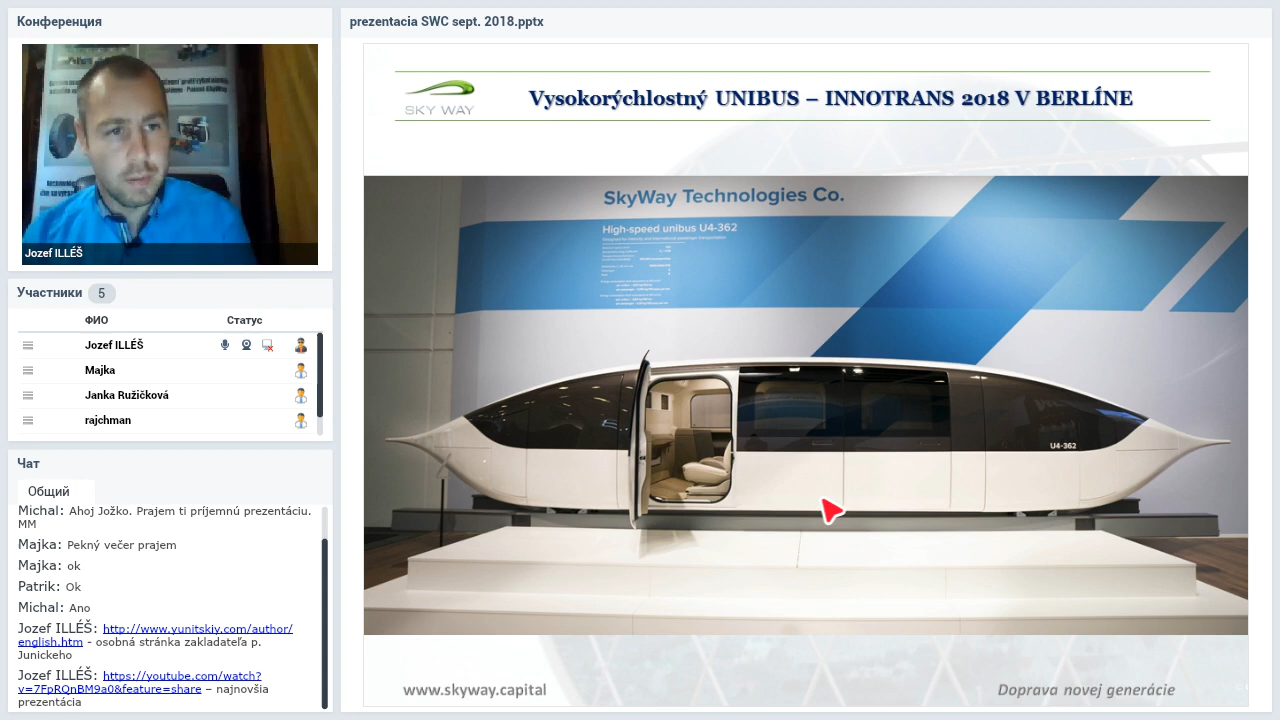 Конференция
Jozef ILLÉŠ
Участники 5
ФИО Статус
Jozef ILLÉŠ
Majka
Janka Ružičková
rajchman
Чат
Общий
Michal: Ahoj Jožko. Prajem ti príjemnú prezentáciu.
MM
Majka: Pekný večer prajem
Majka: ok
Patrik: Ok
Michal: Ano
Jozef ILLÉŠ: http://www.yunitskiy.com/author/
english.htm - osobná stránka zakladateľa p.
Junickeho
Jozef ILLÉŠ: https://youtube.com/watch?
v=7FpRQnBM9a0&feature=share – najnovšia
prezentácia
prezentacia SWC sept. 2018.pptx
SKY WAY
Vysokorýchlostný UNIBUS – INNOTRANS 2018 V BERLÍNE
SkyWay Technologies Co.
High-speed unibus U4-362
U4-362
www.skyway.capital
Doprava novej generácie